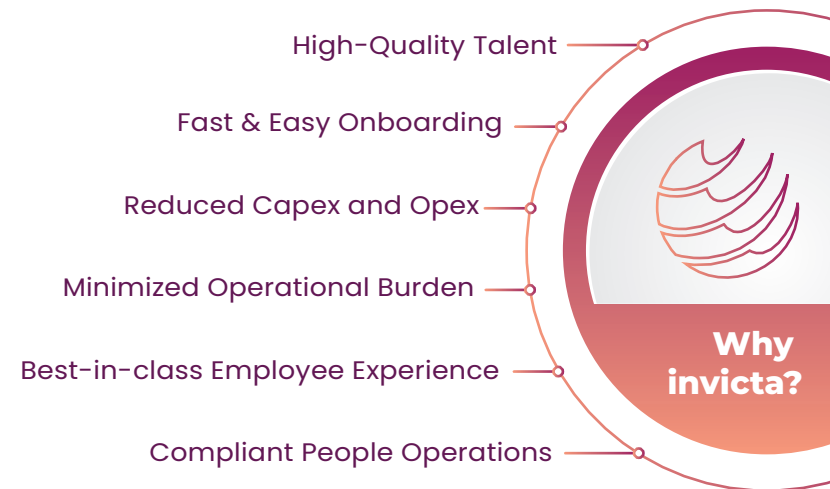 High-Quality Talent
Fast & Easy Onboarding
Reduced Capex and Opex
Minimized Operational Burden
Best-in-class Employee Experience
Compliant People Operations
Why
invicta?